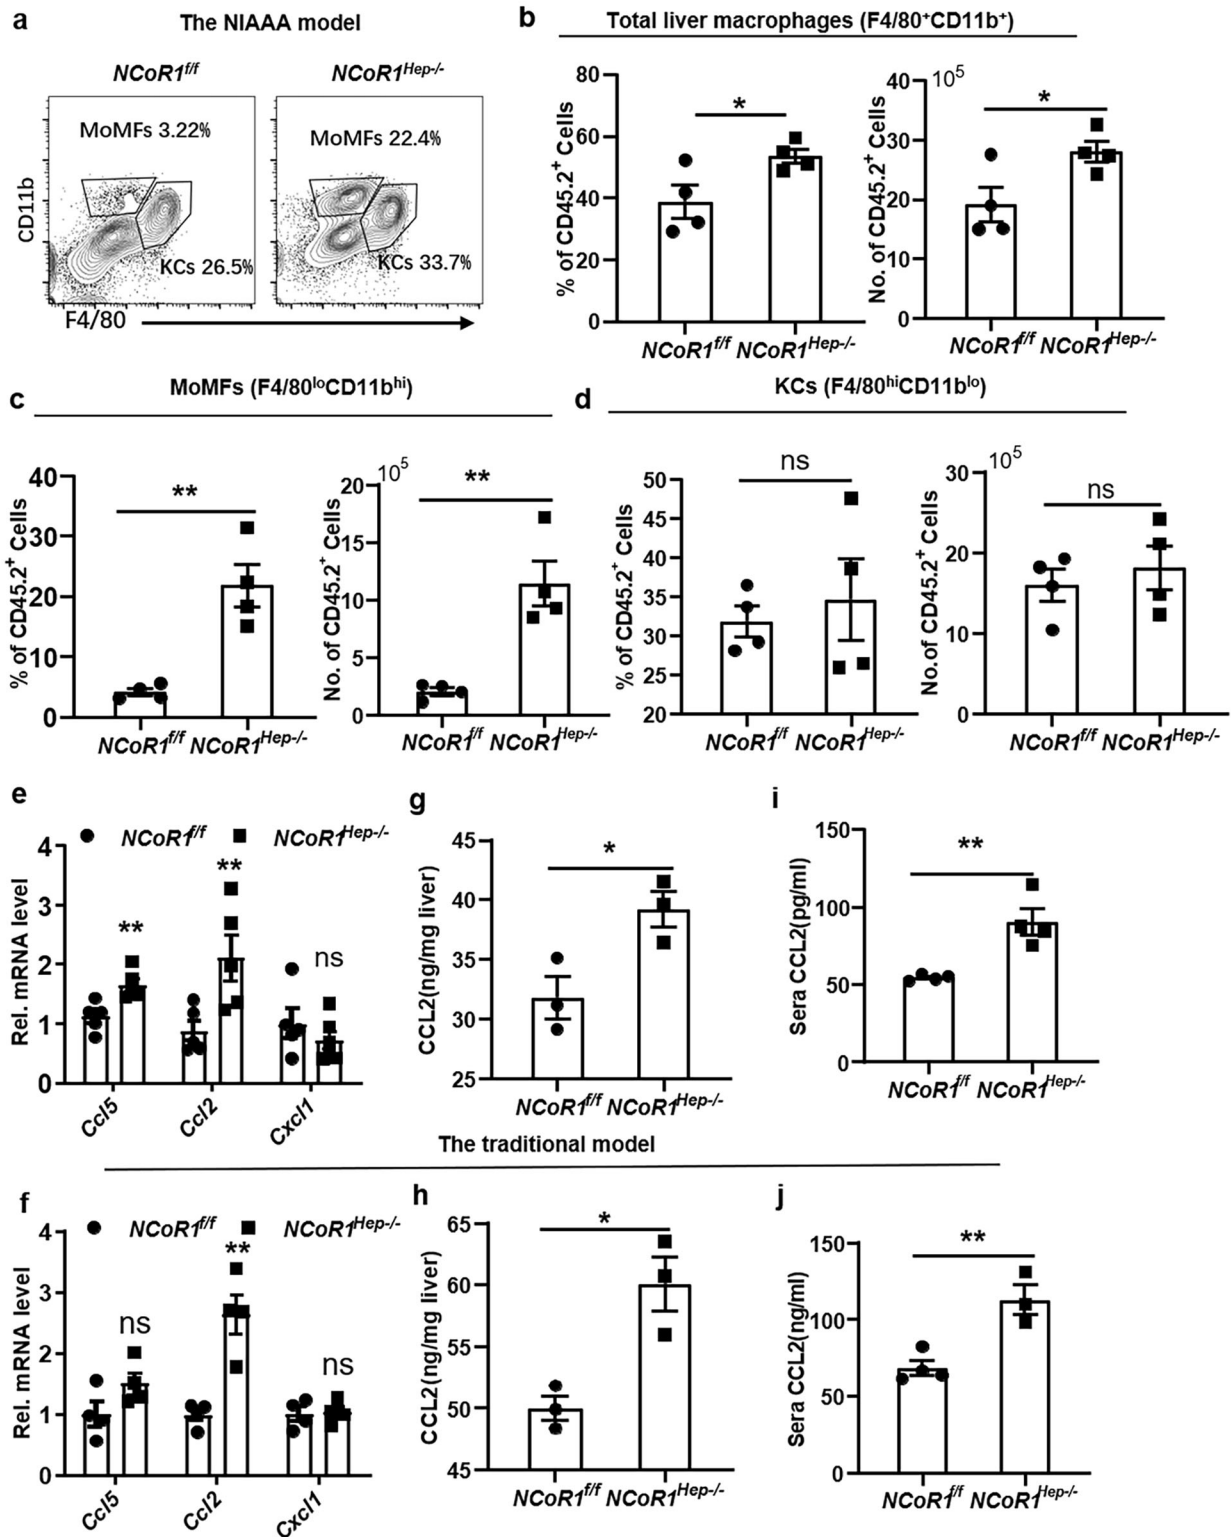 a
The NIAAA model
NCoR1f/f
NCoR1Hep-/-
MoMFs 3.22%
MoMFs 22.4%
KCs 26.5%
KCs 33.7%
CD11b
F4/80
b
Total liver macrophages (F4/80+CD11b+)
80
60
40
20
0
% of CD45.2+ Cells
*
NCoR1f/f NCoR1Hep-/-
40
30
20
10
0
10^5
No. of CD45.2+ Cells
*
NCoR1f/f NCoR1Hep-/-
c
MoMFs (F4/80loCD11bhi)
40
30
20
10
0
% of CD45.2+ Cells
**
NCoR1f/f NCoR1Hep-/-
20
15
10
5
0
10^5
No. of CD45.2+ Cells
**
NCoR1f/f NCoR1Hep-/-
d
KCs (F4/80hiCD11blo)
50
45
40
35
30
25
20
% of CD45.2+ Cells
ns
NCoR1f/f NCoR1Hep-/-
30
20
10
0
10^5
No.of CD45.2+ Cells
ns
NCoR1f/f NCoR1Hep-/-
e
NCoR1f/f
NCoR1Hep-/-
4
3
2
1
0
Rel. mRNA level
**
**
ns
Ccl5
Ccl2
Cxcl1
g
45
40
35
30
25
CCL2(ng/mg liver)
*
NCoR1f/f NCoR1Hep-/-
i
150
100
50
0
Sera CCL2(pg/ml)
**
NCoR1f/f NCoR1Hep-/-
The traditional model
f
NCoR1f/f
NCoR1Hep-/-
4
3
2
1
0
Rel. mRNA level
ns
**
ns
Ccl5
Ccl2
Cxcl1
h
65
60
55
50
45
CCL2(ng/mg liver)
*
NCoR1f/f NCoR1Hep-/-
j
150
100
50
0
Sera CCL2(ng/ml)
**
NCoR1f/f NCoR1Hep-/-